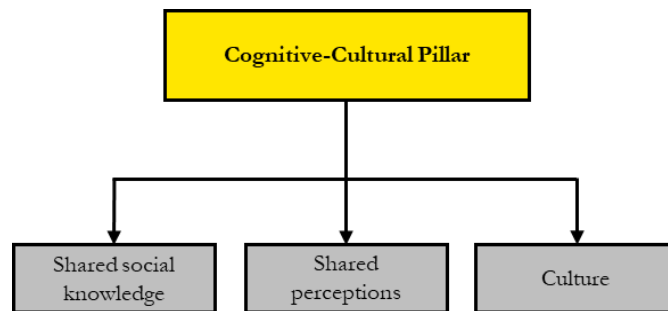 Cognitive-Cultural Pillar
Shared social
knowledge
Shared
perceptions
Culture